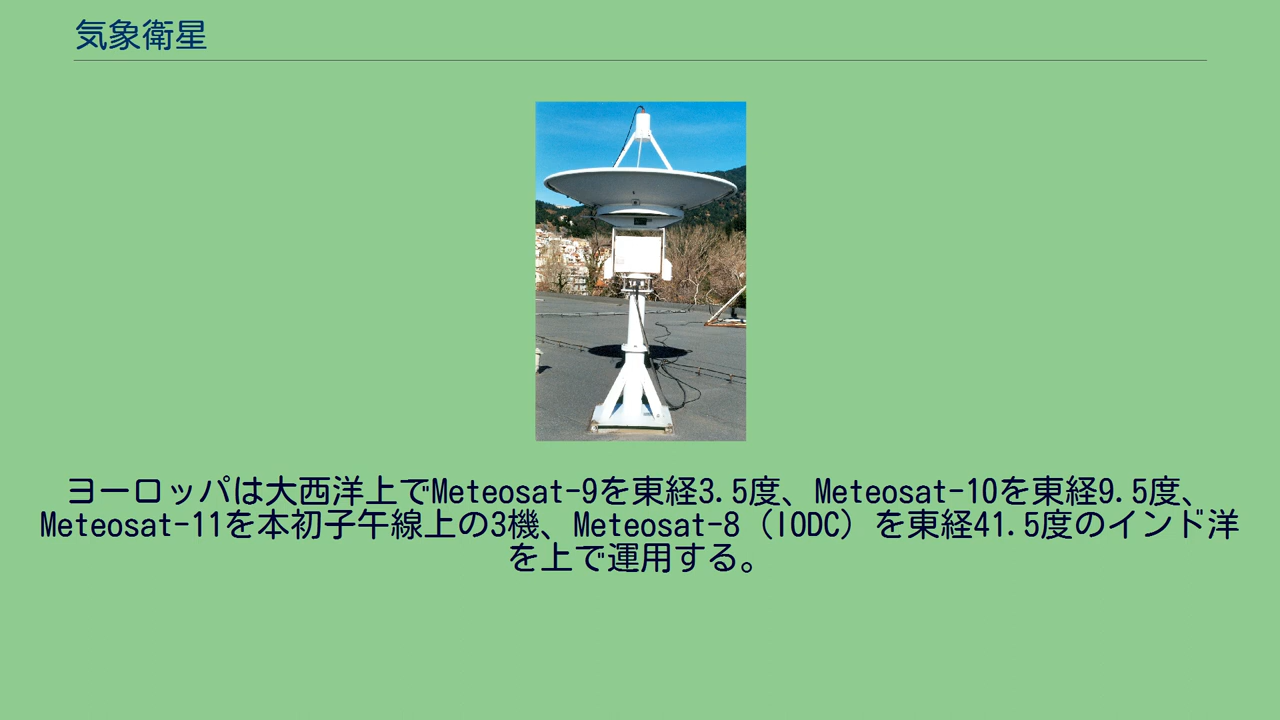 気象衛星
ヨーロッパは大西洋上でMeteosat-9を東経3.5度、Meteosat-10を東経9.5度、
Meteosat-11を本初子午線上の3機、Meteosat-8（IODC）を東経41.5度のインド洋
を上で運用する。